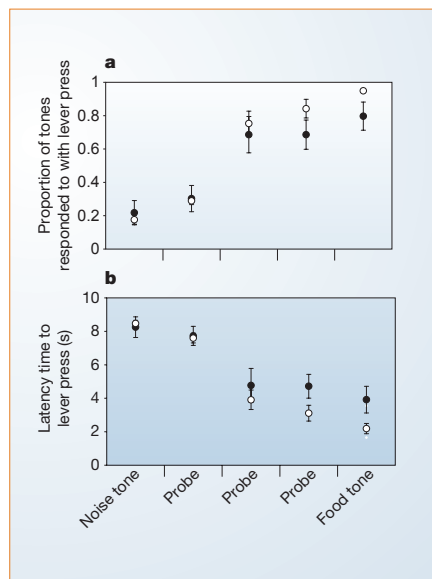 a
Proportion of tones
responded to with lever press
1
0.8
0.6
0.4
0.2
0
b
Latency time to
lever press (s)
10
8
6
4
2
0
Noise tone
Probe
Probe
Probe
Food tone